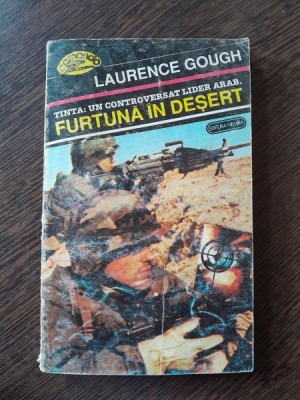 LAURENCE GOUGH
ȚINTA: UN CONTROVERSAT LIDER ARAB.
FURTUNĂ ÎN DEȘERT
EDITURA NEMIRA